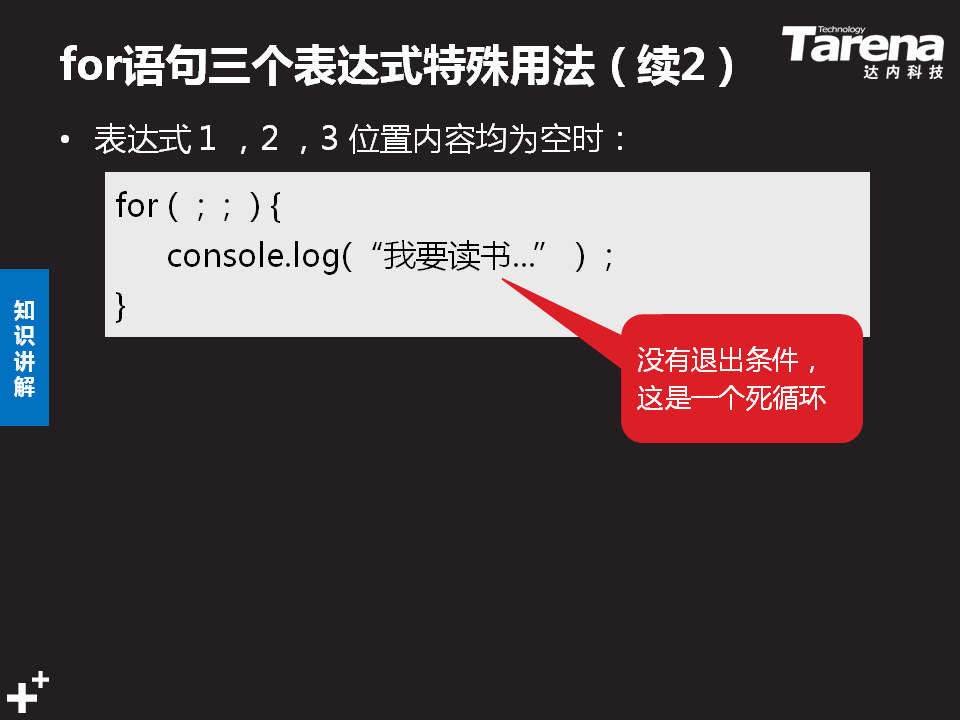 for语句三个表达式特殊用法（续2）
Technology
Tarena
达内科技
• 表达式 1 ，2 ，3 位置内容均为空时：
for ( ；； ) {
console.log( “我要读书…” ) ；
}
没有退出条件，
这是一个死循环
知识讲解